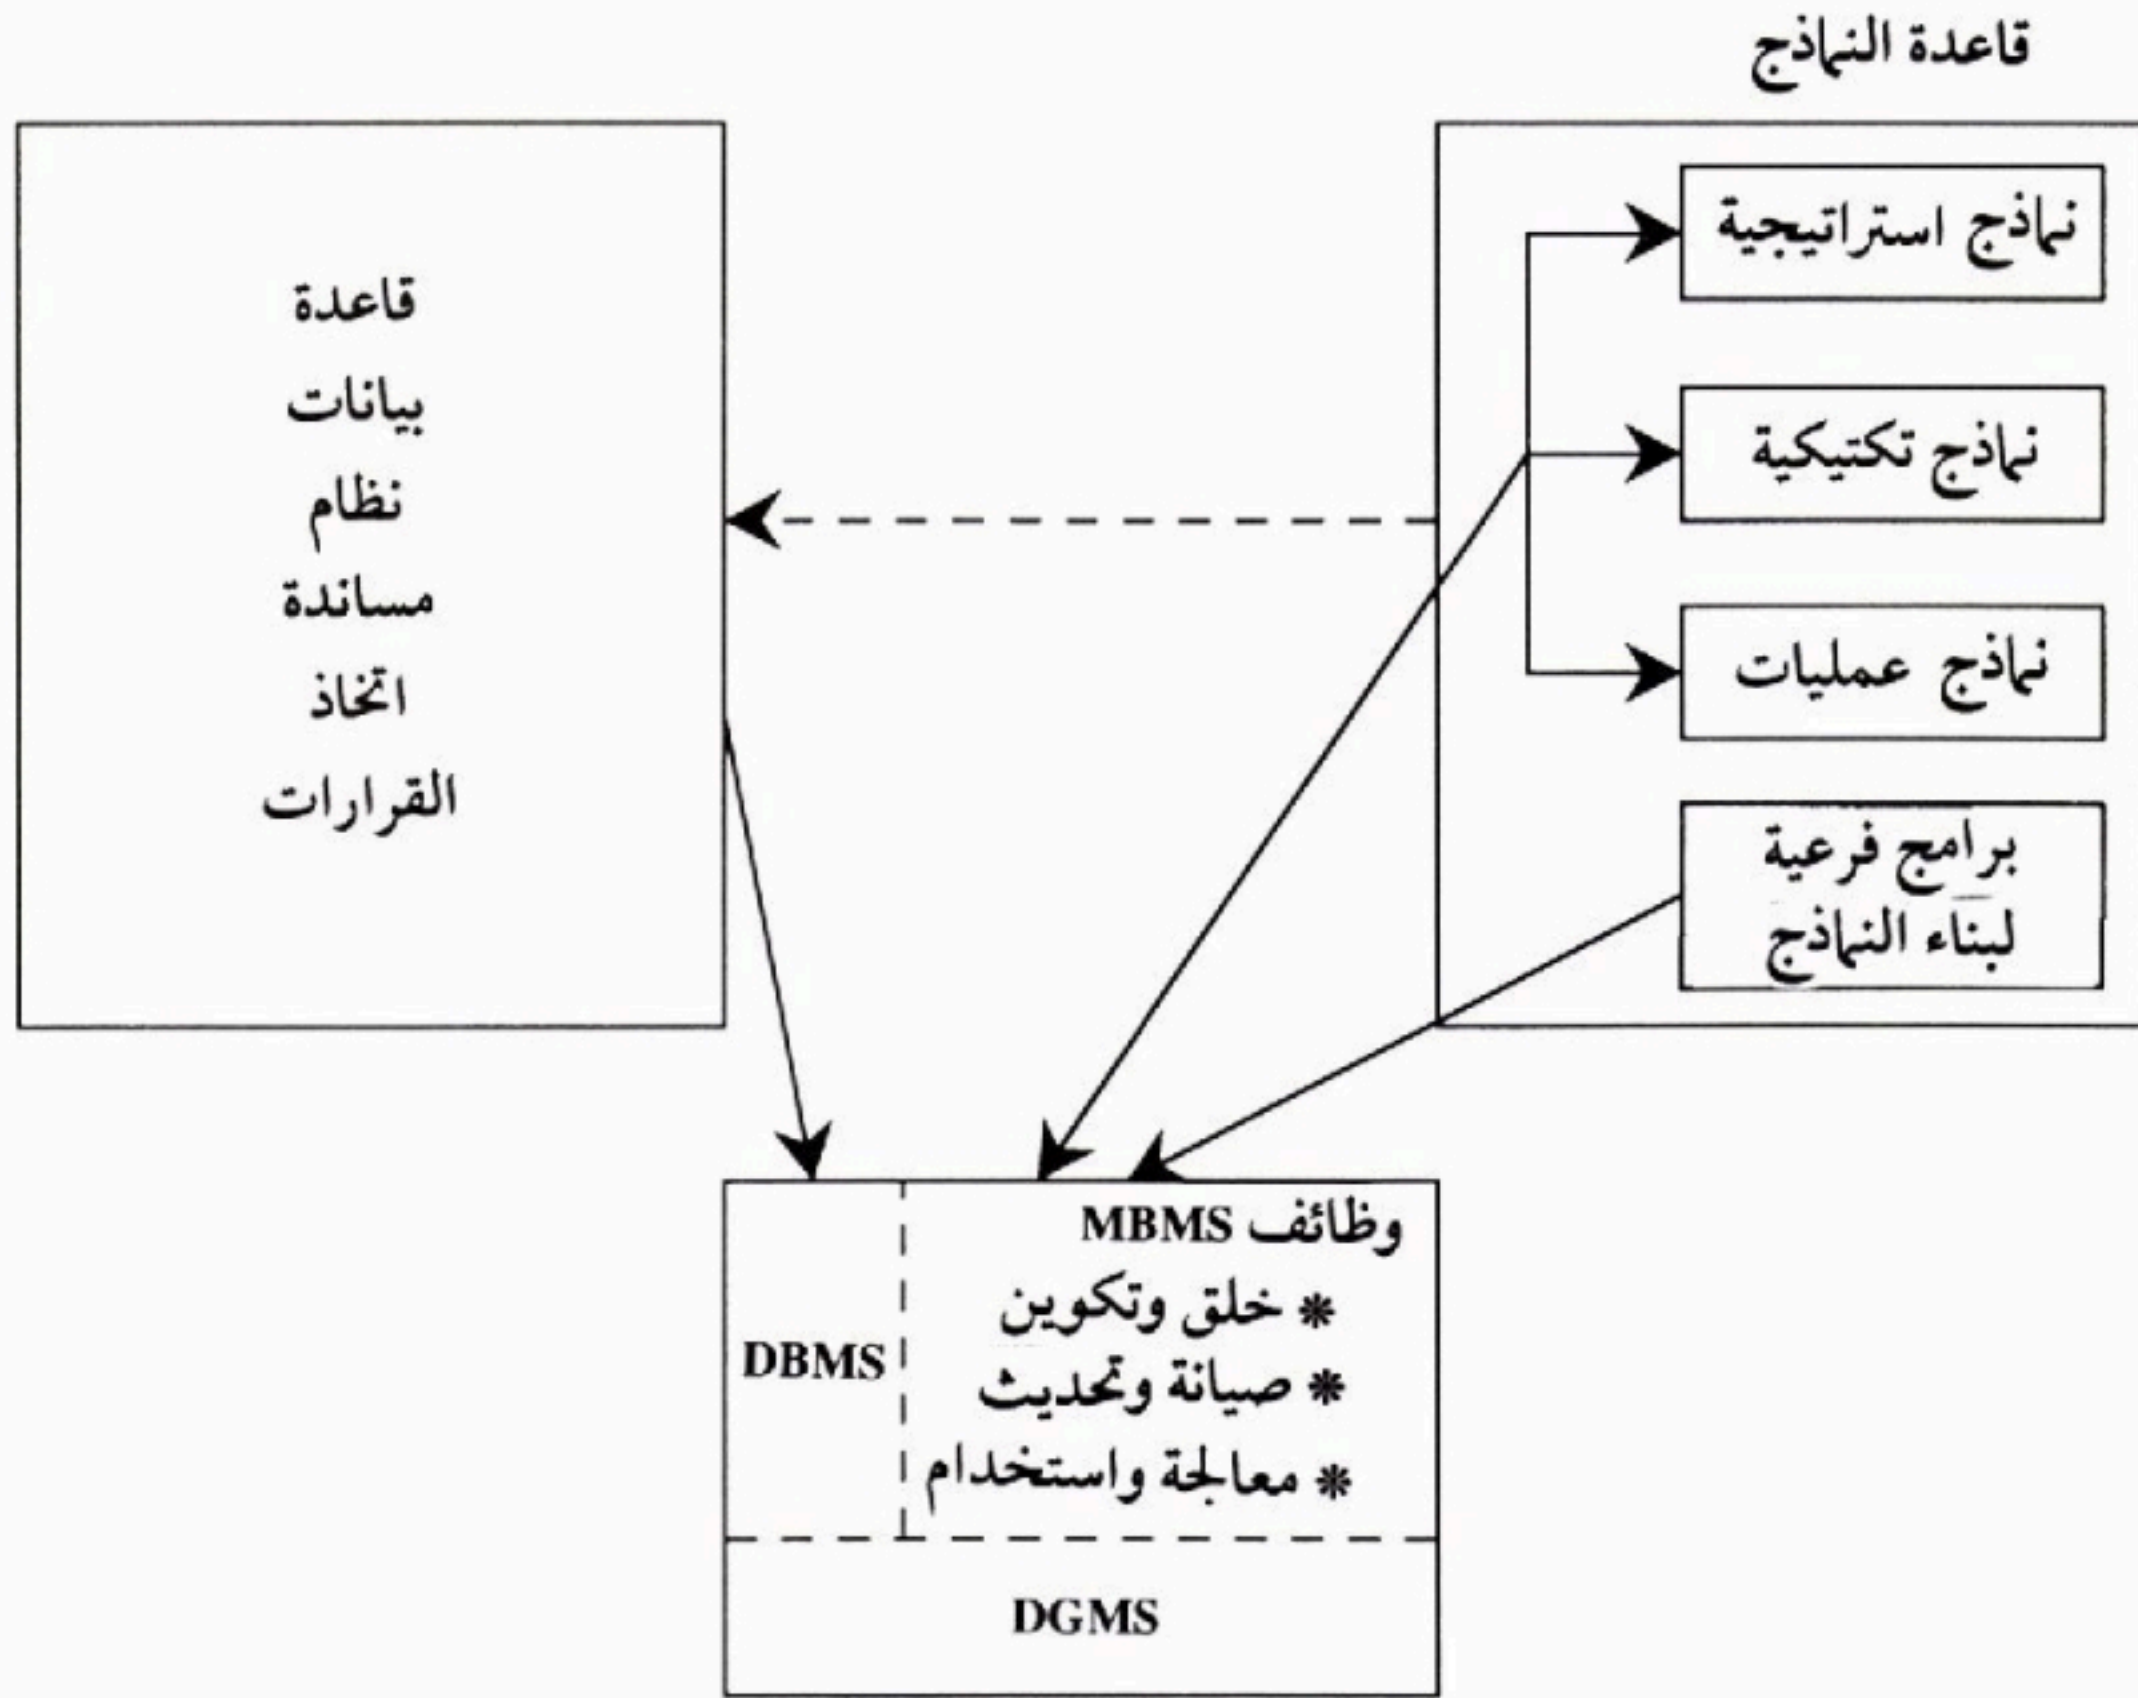 قاعدة النماذج
نماذج استراتيجية
نماذج تكتيكية
نماذج عمليات
برامج فرعية
لبناء النماذج
قاعدة
بيانات
نظام
مساندة
اتخاذ
القرارات
وظائف MBMS
* خلق وتكوين
* صيانة وتحديث
* معالجة واستخدام
DBMS
DGMS